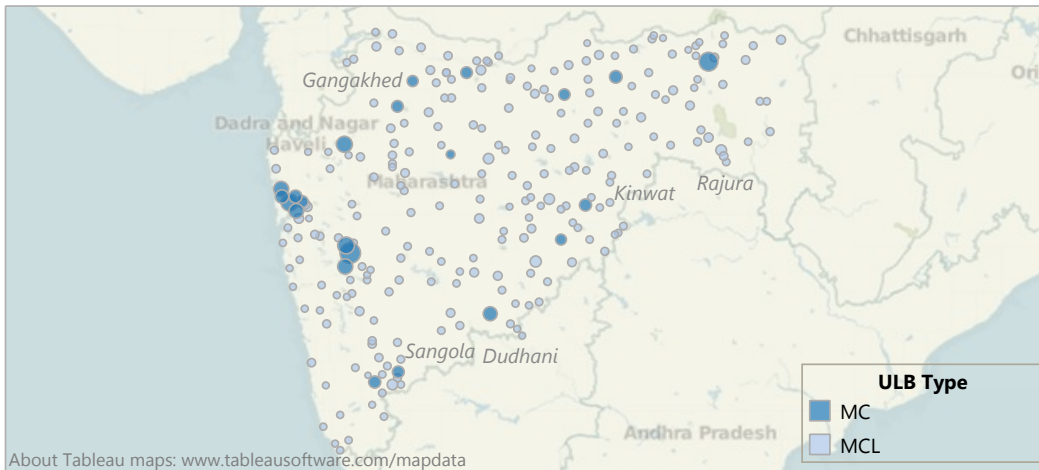 Chhattisgarh
Ori
Gangakhed
Dadra and Nagar
Haveli
Maharashtra
Kinwat
Rajura
Sangola
Dudhani
Andhra Pradesh
ULB Type
MC
MCL
About Tableau maps: www.tableausoftware.com/mapdata